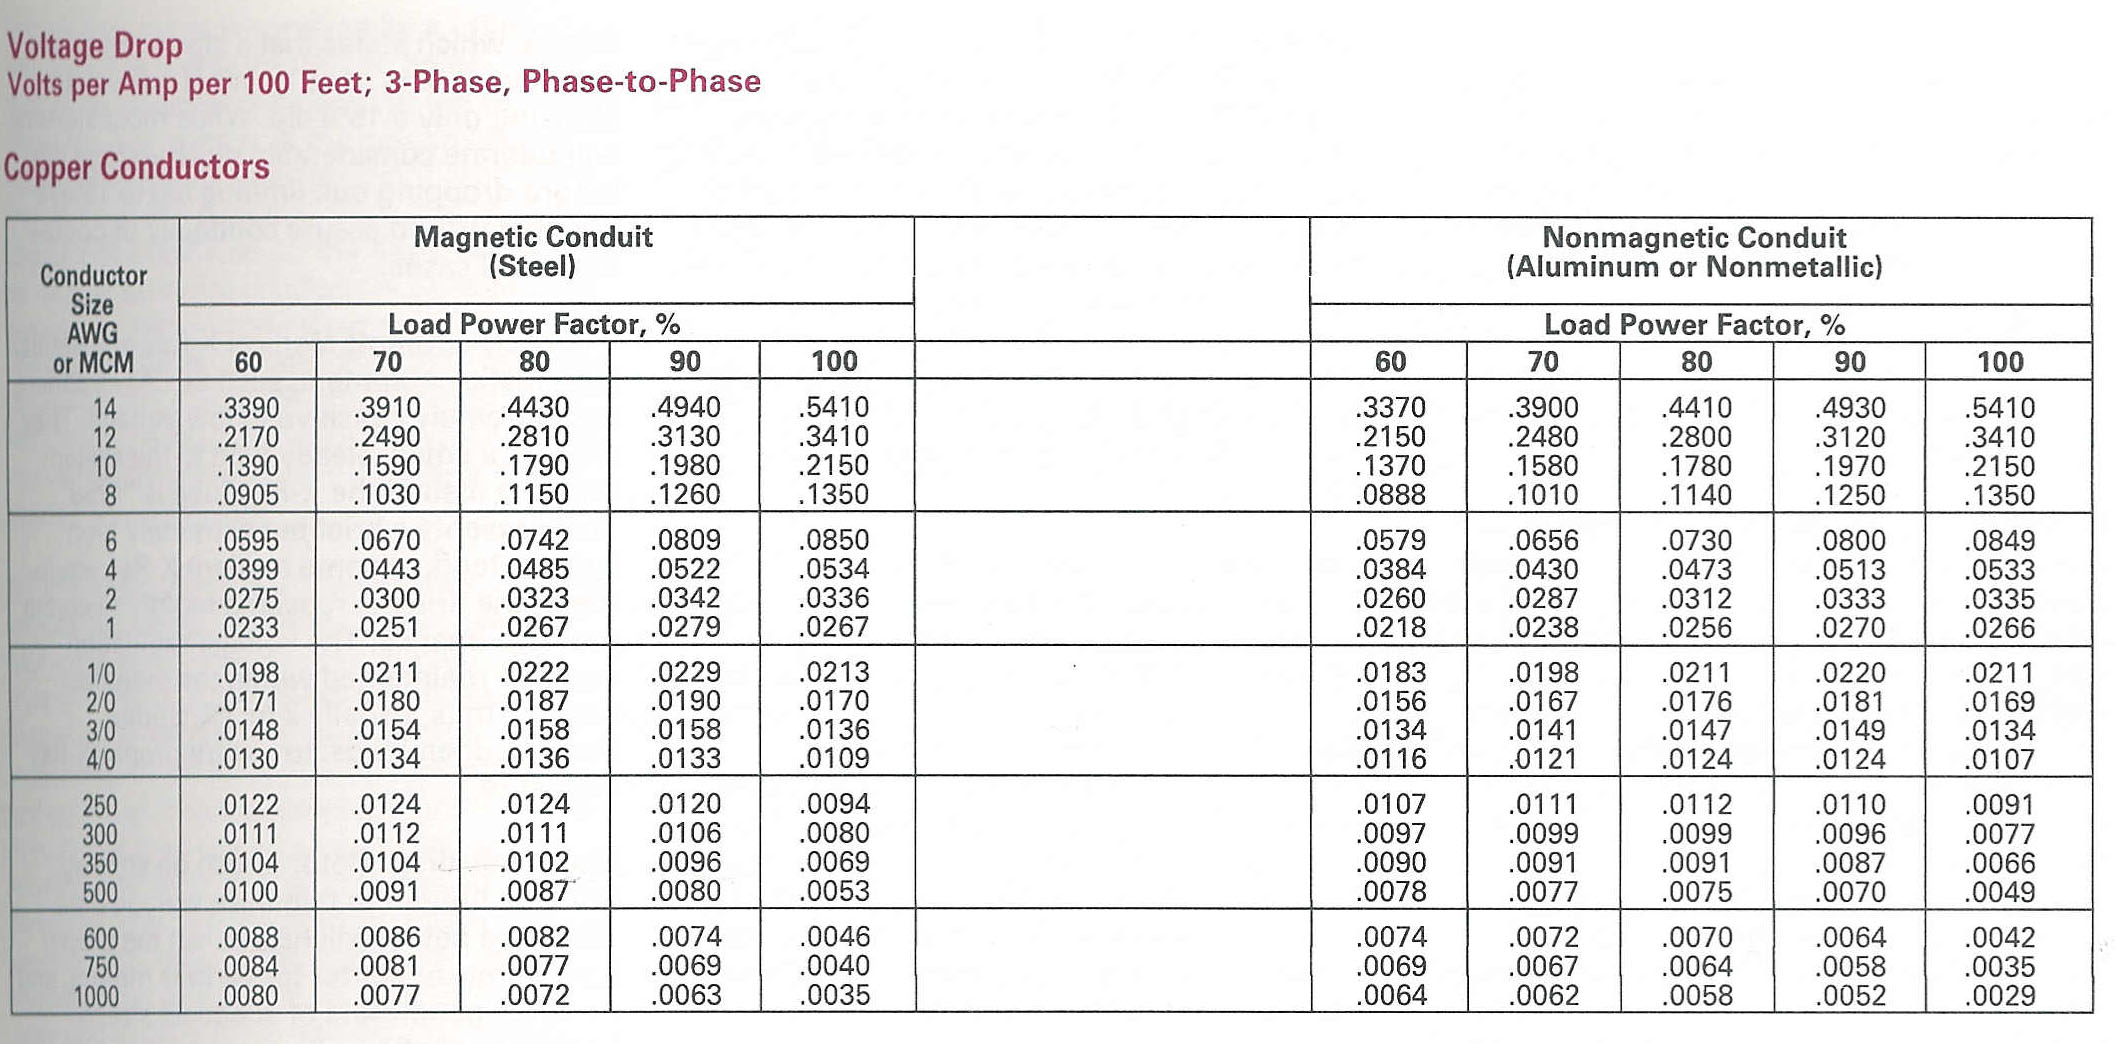 Voltage Drop
Volts per Amp per 100 Feet; 3-Phase, Phase-to-Phase
Copper Conductors
Conductor Size AWG or MCM
Magnetic Conduit (Steel)
Nonmagnetic Conduit (Aluminum or Nonmetallic)
Load Power Factor, % Load Power Factor, %
60 70 80 90 100 60 70 80 90 100
14 .3390 .3910 .4430 .4940 .5410 .3370 .3900 .4410 .4930 .5410
12 .2170 .2490 .2810 .3130 .3410 .2150 .2480 .2800 .3120 .3410
10 .1390 .1590 .1790 .1980 .2150 .1370 .1580 .1780 .1970 .2150
8 .0905 .1030 .1150 .1260 .1350 .0888 .1010 .1140 .1250 .1350
6 .0595 .0670 .0742 .0809 .0850 .0579 .0656 .0730 .0800 .0849
4 .0399 .0443 .0485 .0522 .0534 .0384 .0430 .0473 .0513 .0533
2 .0275 .0300 .0323 .0342 .0336 .0260 .0287 .0312 .0333 .0335
1 .0233 .0251 .0267 .0279 .0267 .0218 .0238 .0256 .0270 .0266
1/0 .0198 .0211 .0222 .0229 .0213 .0183 .0198 .0211 .0220 .0211
2/0 .0171 .0180 .0187 .0190 .0170 .0156 .0167 .0176 .0181 .0169
3/0 .0148 .0154 .0158 .0158 .0136 .0134 .0141 .0147 .0149 .0134
4/0 .0130 .0134 .0136 .0133 .0109 .0116 .0121 .0124 .0124 .0107
250 .0122 .0124 .0124 .0120 .0094 .0107 .0111 .0112 .0110 .0091
300 .0111 .0112 .0111 .0106 .0080 .0097 .0099 .0099 .0096 .0077
350 .0104 .0104 .0102 .0096 .0069 .0090 .0091 .0091 .0087 .0066
500 .0100 .0091 .0087 .0080 .0053 .0078 .0077 .0075 .0070 .0049
600 .0088 .0086 .0082 .0074 .0046 .0074 .0072 .0070 .0064 .0042
750 .0084 .0081 .0077 .0069 .0040 .0069 .0067 .0064 .0058 .0035
1000 .0080 .0077 .0072 .0063 .0035 .0064 .0062 .0058 .0052 .0029